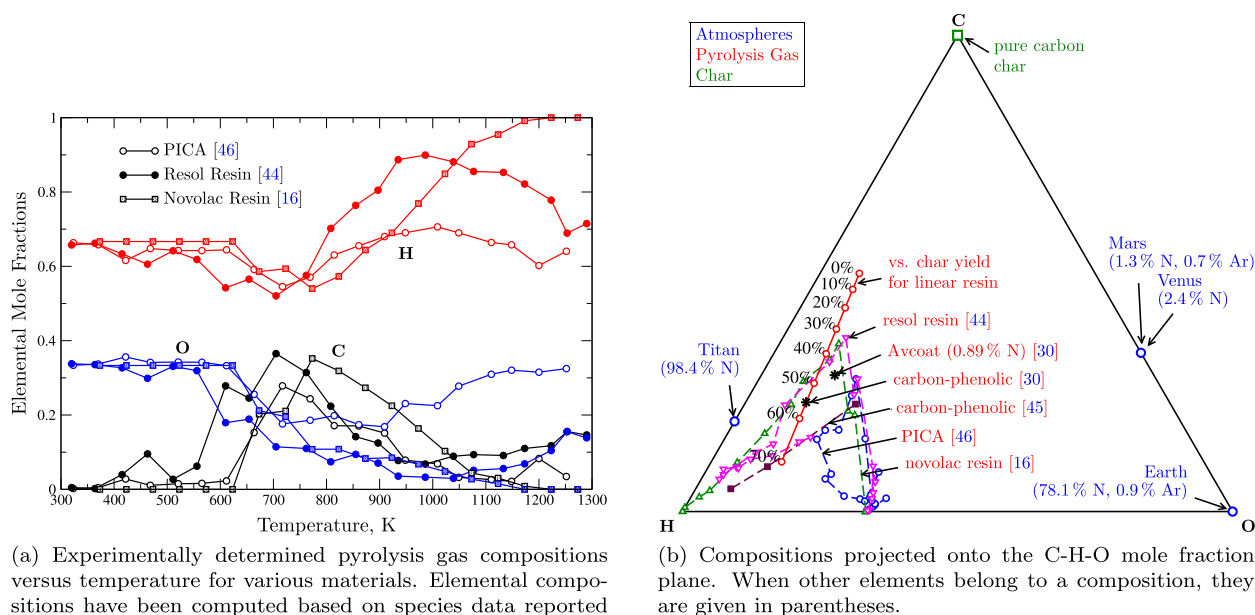 Elemental Mole Fractions
1
0.8
0.6
0.4
0.2
0
PICA [46]
Resol Resin [44]
Novolac Resin [16]
H
O
C
300 400 500 600 700 800 900 1000 1100 1200 1300
Temperature, K
(a) Experimentally determined pyrolysis gas compositions
versus temperature for various materials. Elemental compo-
sitions have been computed based on species data reported
Atmospheres
Pyrolysis Gas
Char
C
pure carbon
char
Mars
(1.3 % N, 0.7 % Ar)
Venus
(2.4 % N)
0%
10%
20%
30%
40%
50%
60%
70%
vs. char yield
for linear resin
resol resin [44]
Avcoat (0.89 % N) [30]
carbon-phenolic [30]
carbon-phenolic [45]
PICA [46]
novolac resin [16]
Titan
(98.4 % N)
Earth
(78.1 % N, 0.9 % Ar)
H
O
(b) Compositions projected onto the C-H-O mole fraction
plane. When other elements belong to a composition, they
are given in parentheses.